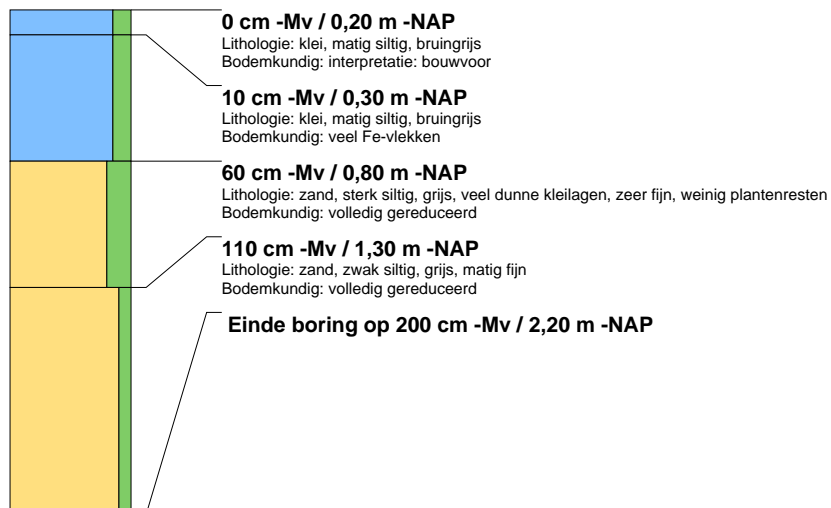 0 cm -Mv / 0,20 m -NAP
Lithologie: klei, matig siltig, bruingrijs
Bodemkundig: interpretatie: bouwvoor
10 cm -Mv / 0,30 m -NAP
Lithologie: klei, matig siltig, bruingrijs
Bodemkundig: veel Fe-vlekken
60 cm -Mv / 0,80 m -NAP
Lithologie: zand, sterk siltig, grijs, veel dunne kleilagen, zeer fijn, weinig plantenresten
Bodemkundig: volledig gereduceerd
110 cm -Mv / 1,30 m -NAP
Lithologie: zand, zwak siltig, grijs, matig fijn
Bodemkundig: volledig gereduceerd
Einde boring op 200 cm -Mv / 2,20 m -NAP